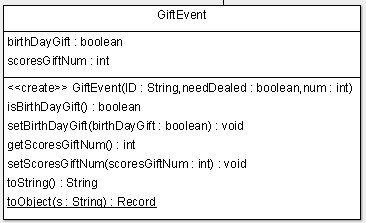 GiftEvent
birthDayGift : boolean
scoresGiftNum : int
<<create>> GiftEvent(ID : String,needDealed : boolean,num : int)
isBirthDayGift() : boolean
setBirthDayGift(birthDayGift : boolean) : void
getScoresGiftNum() : int
setScoresGiftNum(scoresGiftNum : int) : void
toString() : String
toObject(s : String) : Record